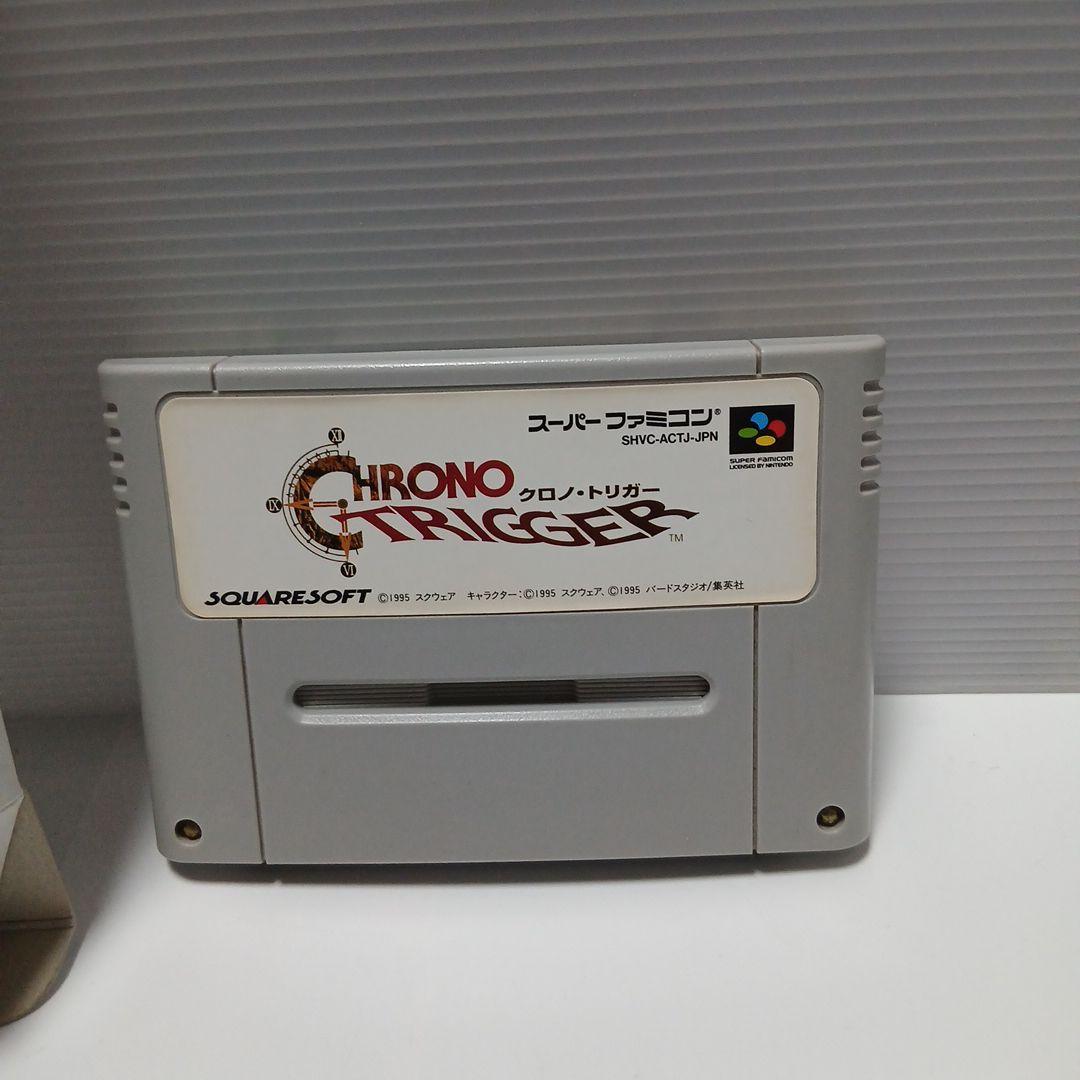 スーパーファミコン®
SHVC-ACTJ-JPN
SUPER FAMICOM
LICENSED BY NINTENDO
XI
IX
VI
CHRONO
クロノ・トリガー
TRIGGER™
SQUARESOFT ©1995 スクウェア キャラクター:©1995 スクウェア、©1995 バードスタジオ/集英社